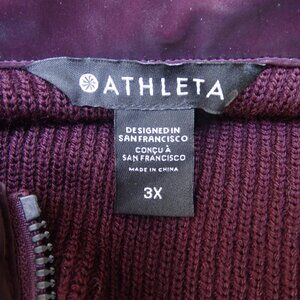 ATHLETA
DESIGNED IN
SAN FRANCISCO
CONÇU À
SAN FRANCISCO
MADE IN CHINA
3X